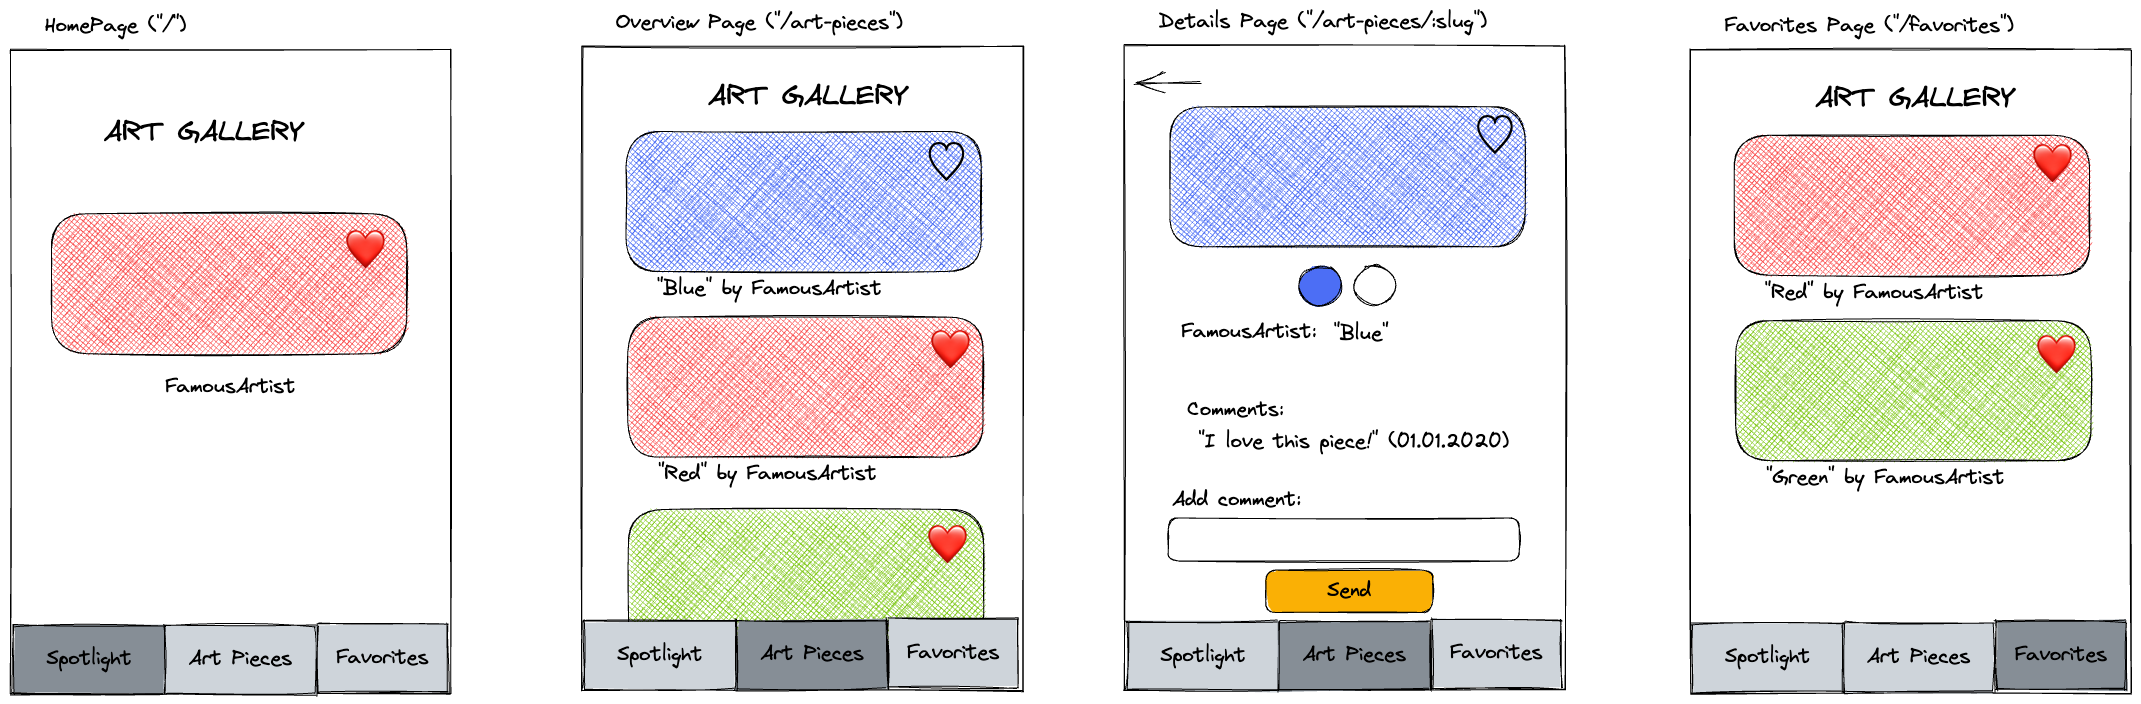 HomePage ("/")
ART GALLERY
FamousArtist
Spotlight
Art Pieces
Favorites
Overview Page ("/art-pieces")
ART GALLERY
"Blue" by FamousArtist
"Red" by FamousArtist
Spotlight
Art Pieces
Favorites
Details Page ("/art-pieces/:slug")
FamousArtist: "Blue"
Comments:
"I love this piece!" (01.01.2020)
Add comment:
Send
Spotlight
Art Pieces
Favorites
Favorites Page ("/favorites")
ART GALLERY
"Red" by FamousArtist
"Green" by FamousArtist
Spotlight
Art Pieces
Favorites